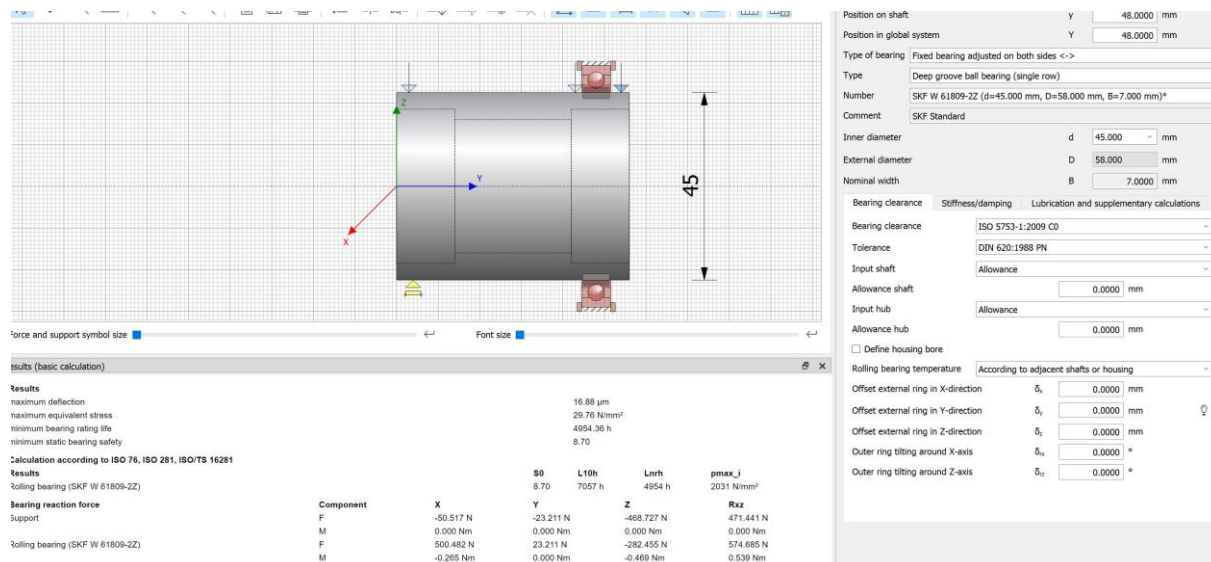 Z
Y
X
45
Force and support symbol size
Font size
esults (basic calculation)
Results
maximum deflection 16.88 µm
maximum equivalent stress 29.76 N/mm²
minimum bearing rating life 4954.36 h
minimum static bearing safety 8.70
Calculation according to ISO 76, ISO 281, ISO/TS 16281
Results S0 L10h Lnrh pmax_i
Rolling bearing (SKF W 61809-2Z) 8.70 7057 h 4954 h 2031 N/mm²
Bearing reaction force Component X Y Z Rxz
Support F -50.517 N -23.211 N -468.727 N 471.441 N
M 0.000 Nm 0.000 Nm 0.000 Nm 0.000 Nm
Rolling bearing (SKF W 61809-2Z) F 500.482 N 23.211 N -282.455 N 574.685 N
M -0.265 Nm 0.000 Nm -0.469 Nm 0.539 Nm
Position on shaft y 48.0000 mm
Position in global system Y 48.0000 mm
Type of bearing Fixed bearing adjusted on both sides <->
Type Deep groove ball bearing (single row)
Number SKF W 61809-2Z (d=45.000 mm, D=58.000 mm, B=7.000 mm)*
Comment SKF Standard
Inner diameter d 45.000 mm
External diameter D 58.000 mm
Nominal width B 7.0000 mm
Bearing clearance Stiffness/damping Lubrication and supplementary calculations
Bearing clearance ISO 5753-1:2009 C0
Tolerance DIN 620:1988 PN
Input shaft Allowance
Allowance shaft 0.0000 mm
Input hub Allowance
Allowance hub 0.0000 mm
Define housing bore
Rolling bearing temperature According to adjacent shafts or housing
Offset external ring in X-direction δx 0.0000 mm
Offset external ring in Y-direction δy 0.0000 mm
Offset external ring in Z-direction δz 0.0000 mm
Outer ring tilting around X-axis δrx 0.0000 °
Outer ring tilting around Z-axis δrz 0.0000 °